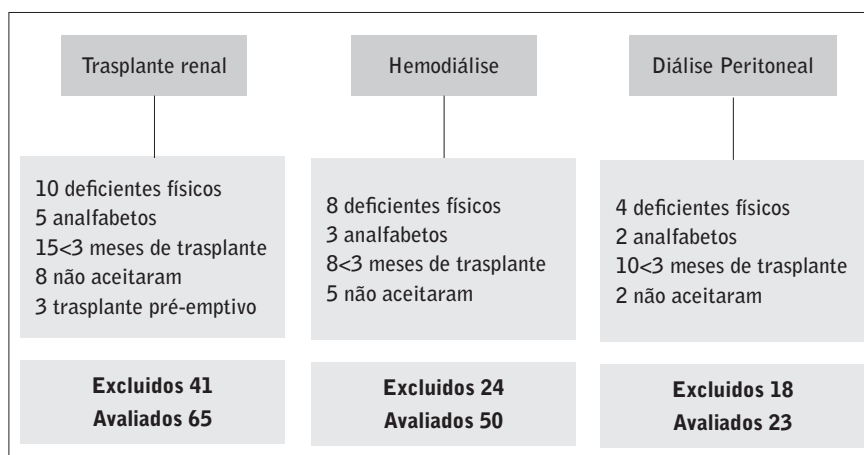 Trasplante renal
10 deficientes físicos
5 analfabetos
15<3 meses de trasplante
8 não aceitaram
3 trasplante pré-emptivo
Excluidos 41
Avaliados 65
Hemodiálise
8 deficientes físicos
3 analfabetos
8<3 meses de trasplante
5 não aceitaram
Excluidos 24
Avaliados 50
Diálise Peritoneal
4 deficientes físicos
2 analfabetos
10<3 meses de trasplante
2 não aceitaram
Excluidos 18
Avaliados 23